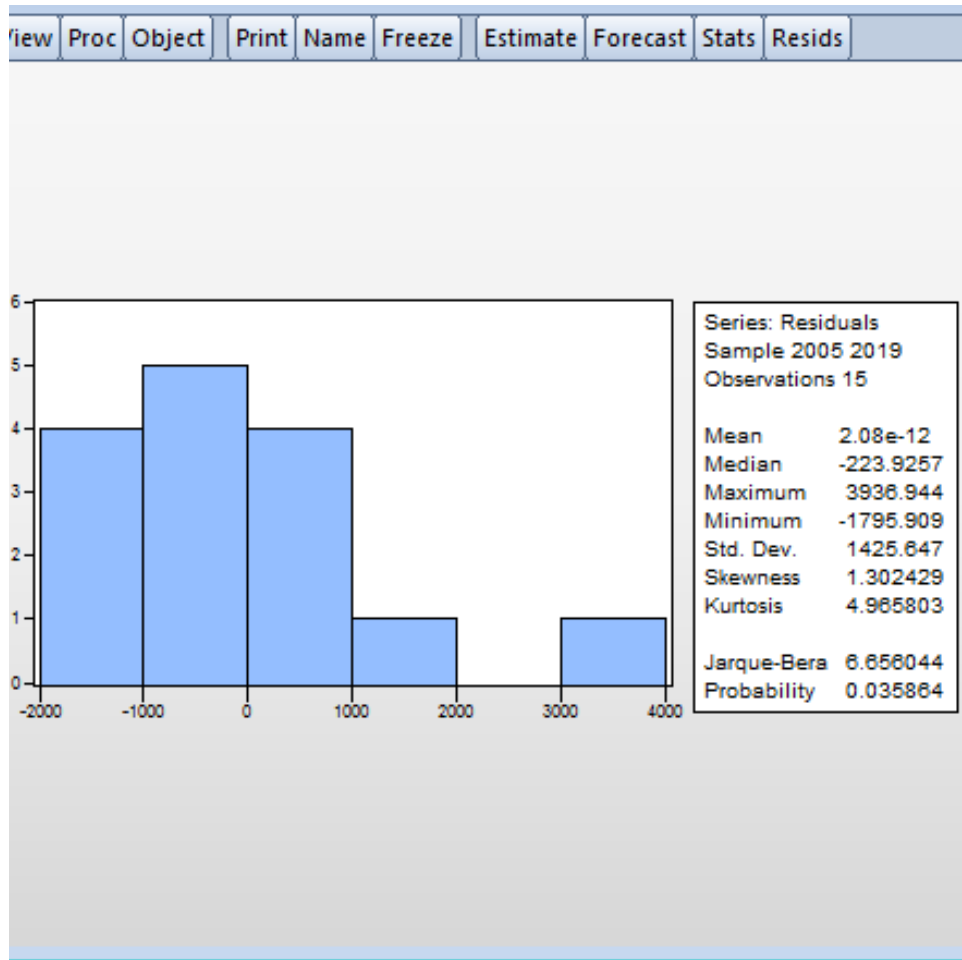 View Proc Object Print Name Freeze Estimate Forecast Stats Resids
6
5
4
3
2
1
0
-2000 -1000 0 1000 2000 3000 4000
Series: Residuals
Sample 2005 2019
Observations 15
Mean 2.08e-12
Median -223.9257
Maximum 3936.944
Minimum -1795.909
Std. Dev. 1425.647
Skewness 1.302429
Kurtosis 4.965803
Jarque-Bera 6.656044
Probability 0.035864